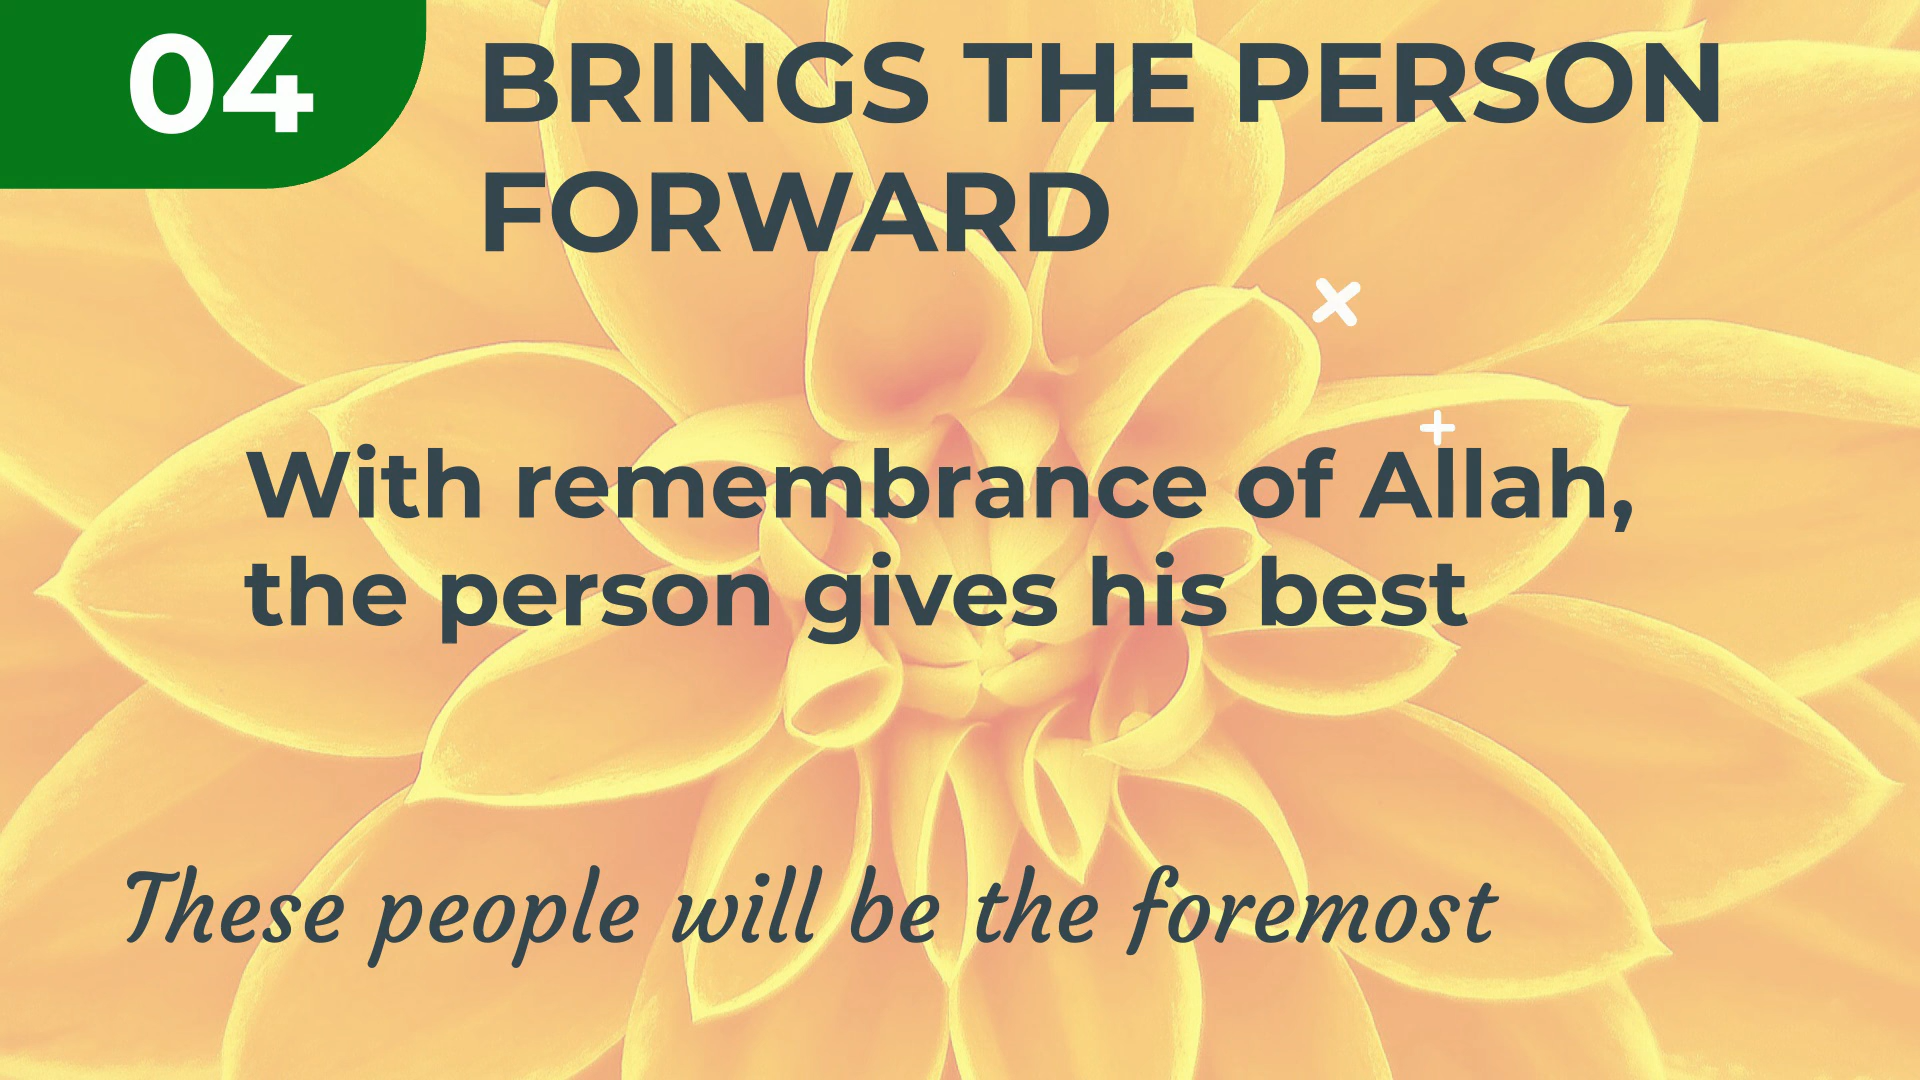 04
BRINGS THE PERSON
FORWARD
With remembrance of Allah,
the person gives his best
These people will be the foremost